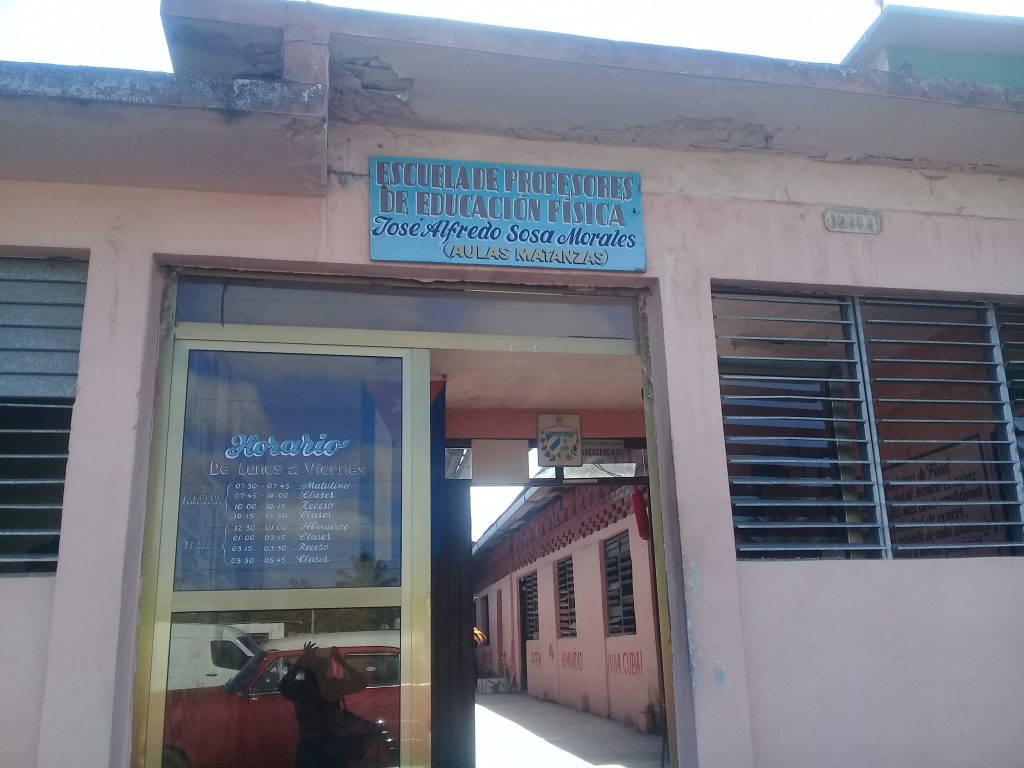 ESCUELA DE PROFESORES
DE EDUCACIÓN FÍSICA
José Alfredo Sosa Morales
(AULAS MATANZAS)
Horario
De Lunes a Viernes
07:30 - 07:45 Matutino
07:45 - 10:00 Clases
10:00 - 10:15 Receso
10:15 - 12:30 Clases
12:30 - 01:00 Almuerzo
01:00 - 03:15 Clases
03:15 - 03:30 Receso
03:30 - 05:45 Clases
VENCEREMOS
VIVA CUBA!
de Fidel